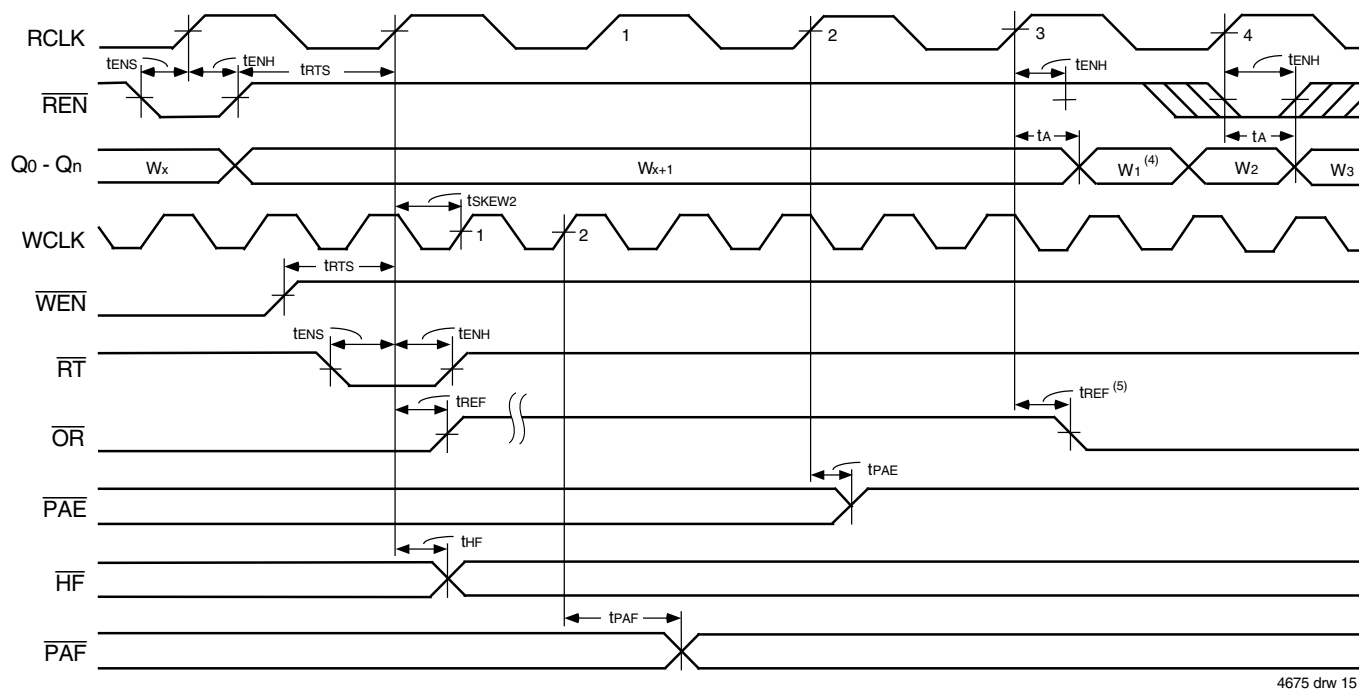 RCLK 1 2 3 4
tENS tENH tRTS tENH tENH
REN
tA tA
Q0 - Qn Wx Wx+1 W1 (4) W2 W3
tSKEW2
WCLK 1 2
tRTS
WEN
tENS tENH
RT
tREF tREF (5)
OR
tPAE
PAE
tHF
HF
tPAF
PAF
4675 drw 15